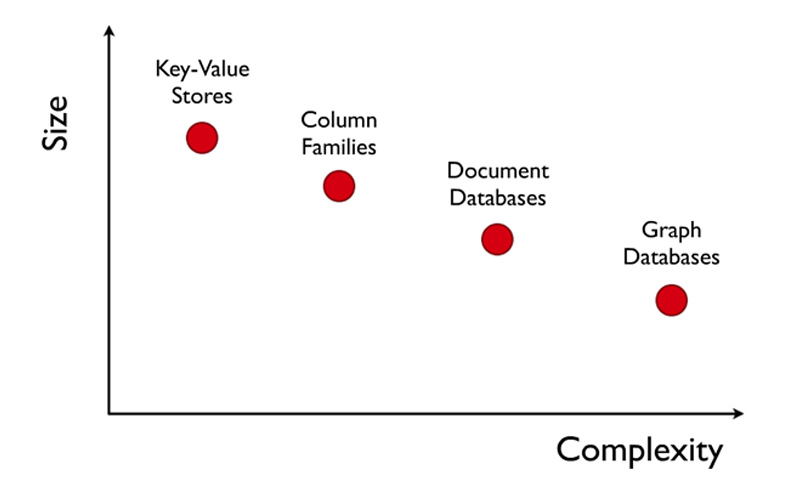 Key-Value
Stores
Size
Column
Families
Document
Databases
Graph
Databases
Complexity